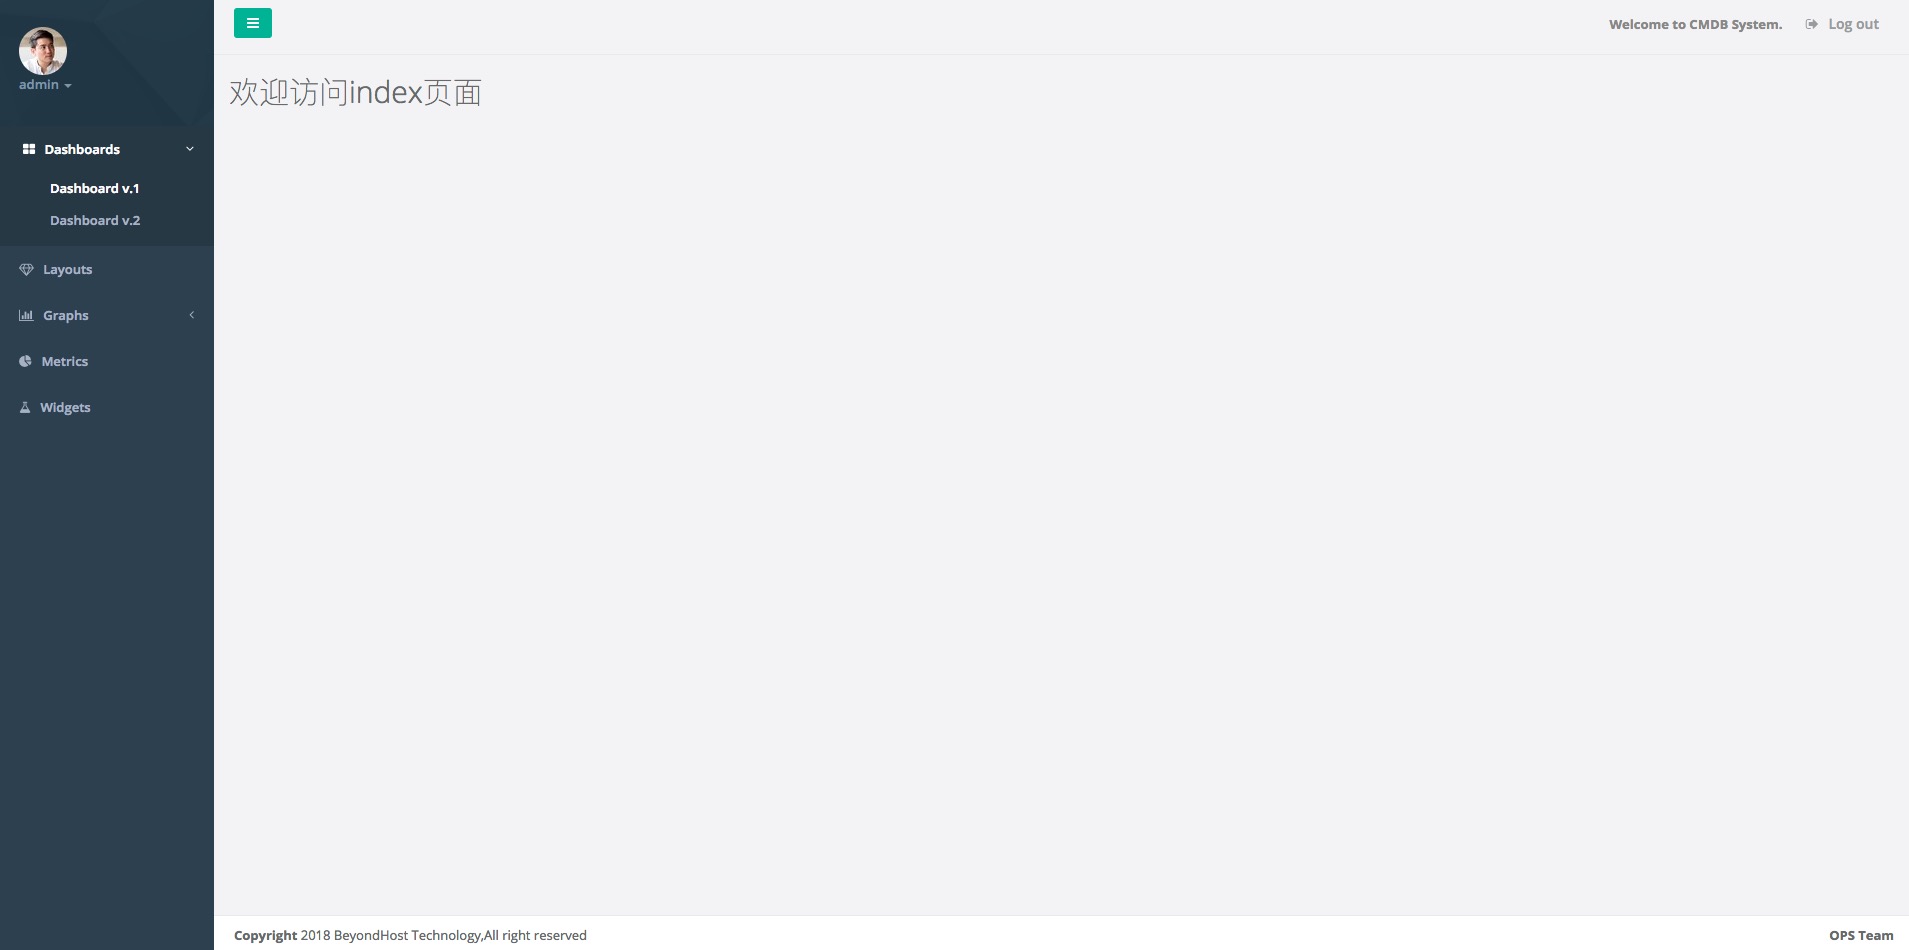 admin
Dashboards
Dashboard v.1
Dashboard v.2
Layouts
Graphs
Metrics
Widgets
Welcome to CMDB System.
Log out
欢迎访问index页面
Copyright 2018 BeyondHost Technology,All right reserved
OPS Team